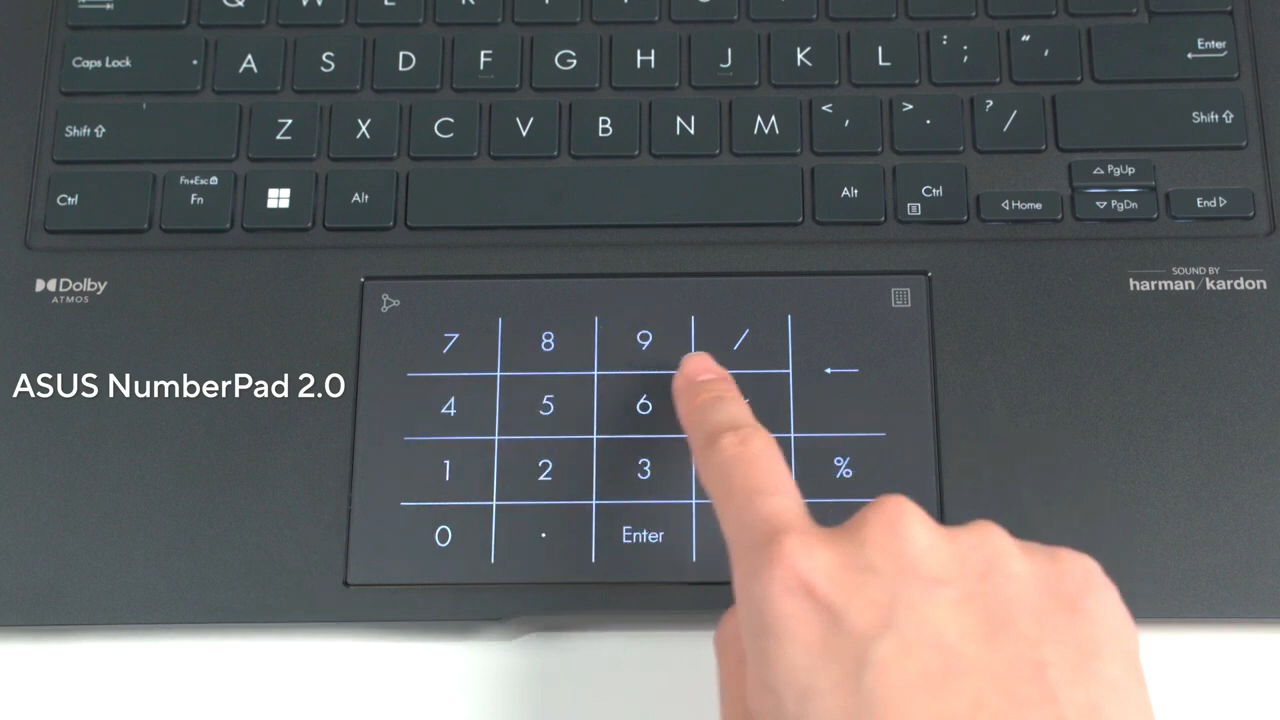 Q W E
Caps Lock A S D F G H J K L : ; " ' Enter
Shift Z X C V B N M < , > . ? / Shift
Fn+Esc
Ctrl Fn Alt Alt Ctrl Home PgUp PgDn End
Dolby
ATMOS
SOUND BY
harman/kardon
ASUS NumberPad 2.0
7 8 9 /
4 5 6
1 2 3 %
0 . Enter